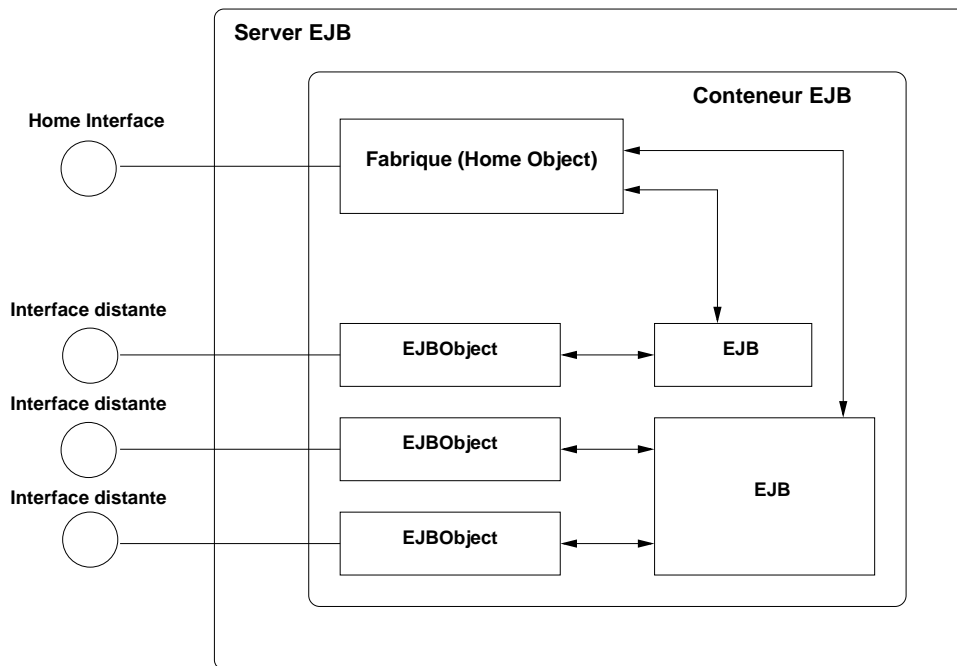 Server EJB
Conteneur EJB
Home Interface
Fabrique (Home Object)
Interface distante
EJBObject
EJB
Interface distante
EJBObject
EJB
Interface distante
EJBObject